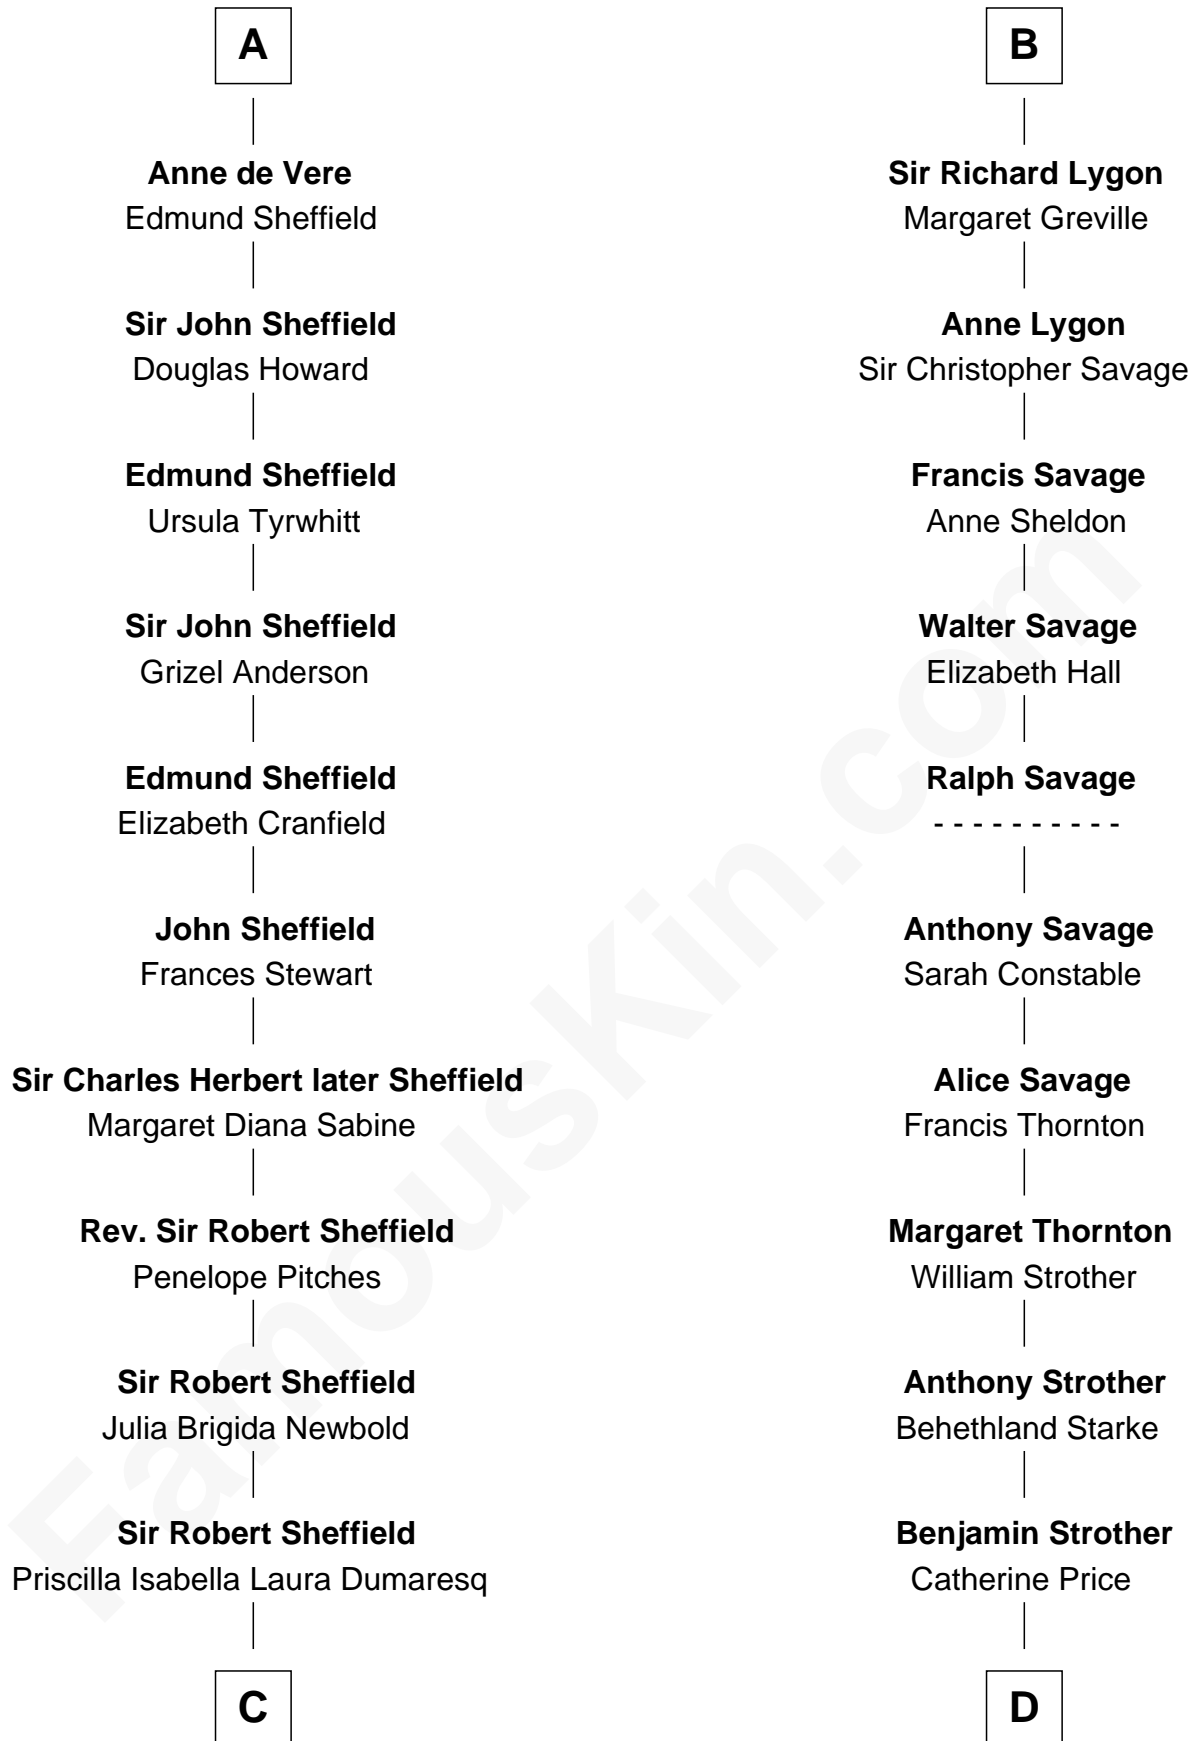 A
Anne de Vere
Edmund Sheffield
Sir John Sheffield
Douglas Howard
Edmund Sheffield
Ursula Tyrwhitt
Sir John Sheffield
Grizel Anderson
Edmund Sheffield
Elizabeth Cranfield
John Sheffield
Frances Stewart
Sir Charles Herbert later Sheffield
Margaret Diana Sabine
Rev. Sir Robert Sheffield
Penelope Pitches
Sir Robert Sheffield
Julia Brigida Newbold
Sir Robert Sheffield
Priscilla Isabella Laura Dumaresq
C
B
Sir Richard Lygon
Margaret Greville
Anne Lygon
Sir Christopher Savage
Francis Savage
Anne Sheldon
Walter Savage
Elizabeth Hall
Ralph Savage
- - - - - - - - - -
Anthony Savage
Sarah Constable
Alice Savage
Francis Thornton
Margaret Thornton
William Strother
Anthony Strother
Behethland Starke
Benjamin Strother
Catherine Price
D
FamousKin.com